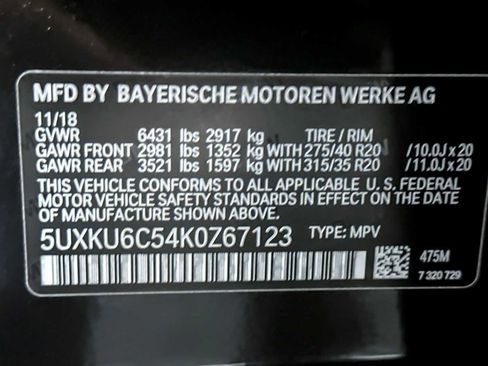 MFD BY BAYERISCHE MOTOREN WERKE AG
11/18
GVWR 6431 lbs 2917 kg TIRE / RIM
GAWR FRONT 2981 lbs 1352 kg WITH 275/40 R20 /10.0J x 20
GAWR REAR 3521 lbs 1597 kg WITH 315/35 R20 /11.0J x 20
THIS VEHICLE CONFORMS TO ALL APPLICABLE U. S. FEDERAL
MOTOR VEHICLE SAFETY STANDARDS IN EFFECT ON THE
DATE OF MANUFACTURE SHOWN ABOVE.
5UXKU6C54K0Z67123 TYPE: MPV
475M
7 320 729